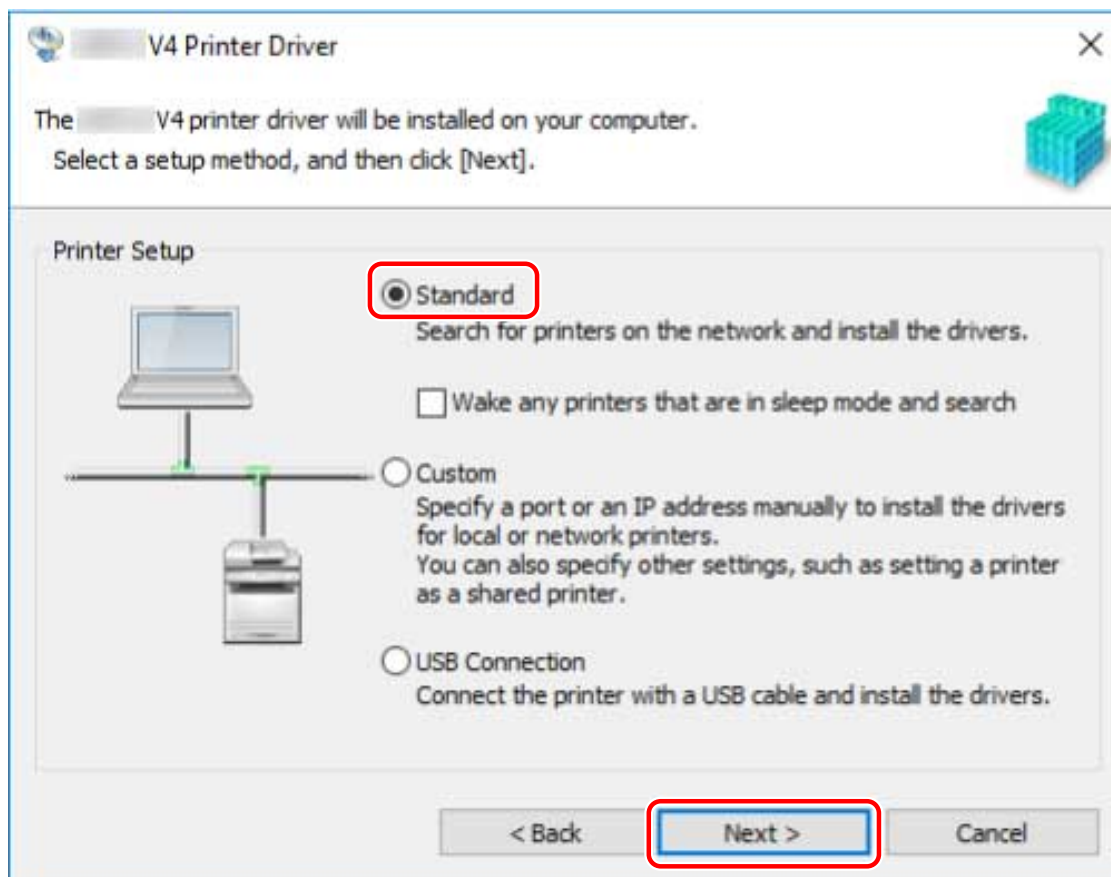 V4 Printer Driver
The V4 printer driver will be installed on your computer.
Select a setup method, and then click [Next].
Printer Setup
Standard
Search for printers on the network and install the drivers.
Wake any printers that are in sleep mode and search
Custom
Specify a port or an IP address manually to install the drivers
for local or network printers.
You can also specify other settings, such as setting a printer
as a shared printer.
USB Connection
Connect the printer with a USB cable and install the drivers.
< Back
Next >
Cancel